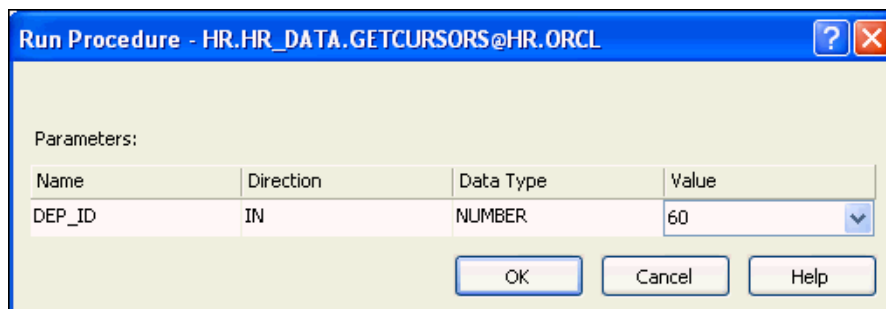 Run Procedure - HR.HR_DATA.GETCURSORS@HR.ORCL
Parameters:
Name Direction Data Type Value
DEP_ID IN NUMBER 60
OK Cancel Help